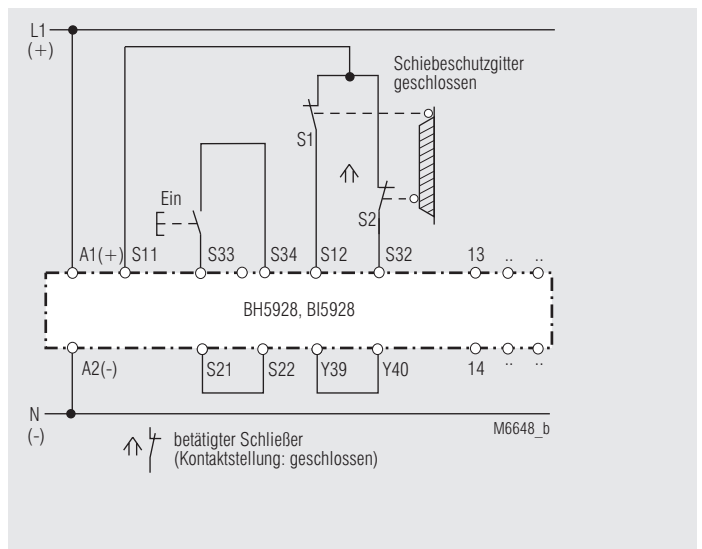 L1
(+)
Schiebeschutzgitter
geschlossen
S1
Ein
S2
A1(+) S11 S33 S34 S12 S32 13 .. ..
BH5928, BI5928
A2(-) S21 S22 Y39 Y40 14 .. ..
N
(-)
M6648_b
betätigter Schließer
(Kontaktstellung: geschlossen)